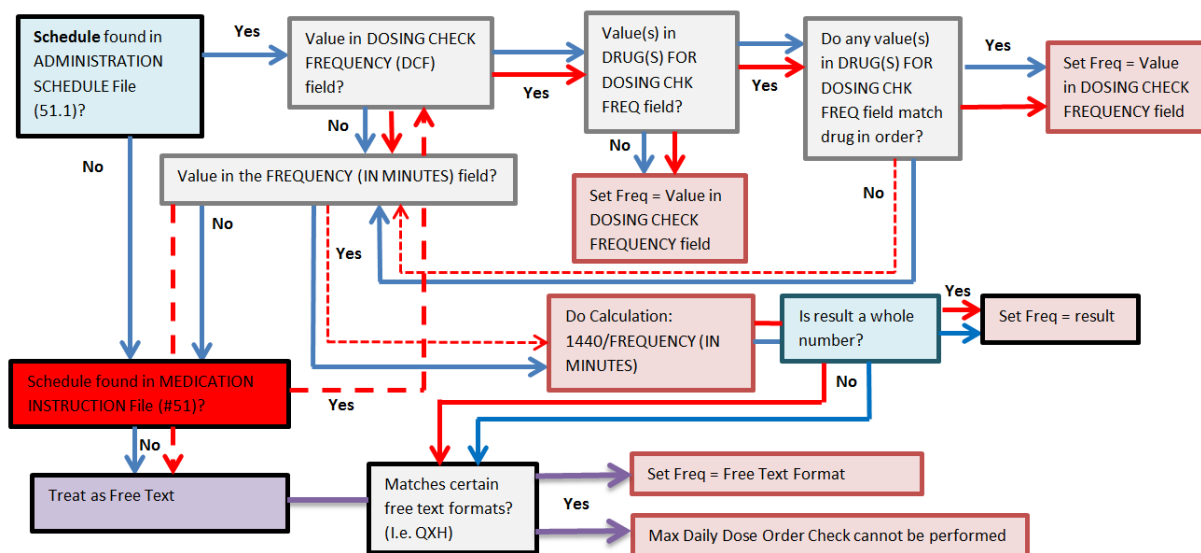 Schedule found in
ADMINISTRATION
SCHEDULE File
(51.1)?
Yes
Value in DOSING CHECK
FREQUENCY (DCF)
field?
Yes
Value(s) in
DRUG(S) FOR
DOSING CHK
FREQ field?
Yes
Do any value(s)
in DRUG(S) FOR
DOSING CHK
FREQ field match
drug in order?
Yes
Set Freq = Value
in DOSING CHECK
FREQUENCY field
No
No
No
No
Value in the FREQUENCY (IN MINUTES) field?
Set Freq = Value in
DOSING CHECK
FREQUENCY field
No
Yes
Do Calculation:
1440/FREQUENCY (IN
MINUTES)
Is result a whole
number?
Yes
Set Freq = result
No
Schedule found in MEDICATION
INSTRUCTION File (#51)?
Yes
No
Treat as Free Text
Matches certain
free text formats?
(I.e. QXH)
Set Freq = Free Text Format
Yes
Max Daily Dose Order Check cannot be performed